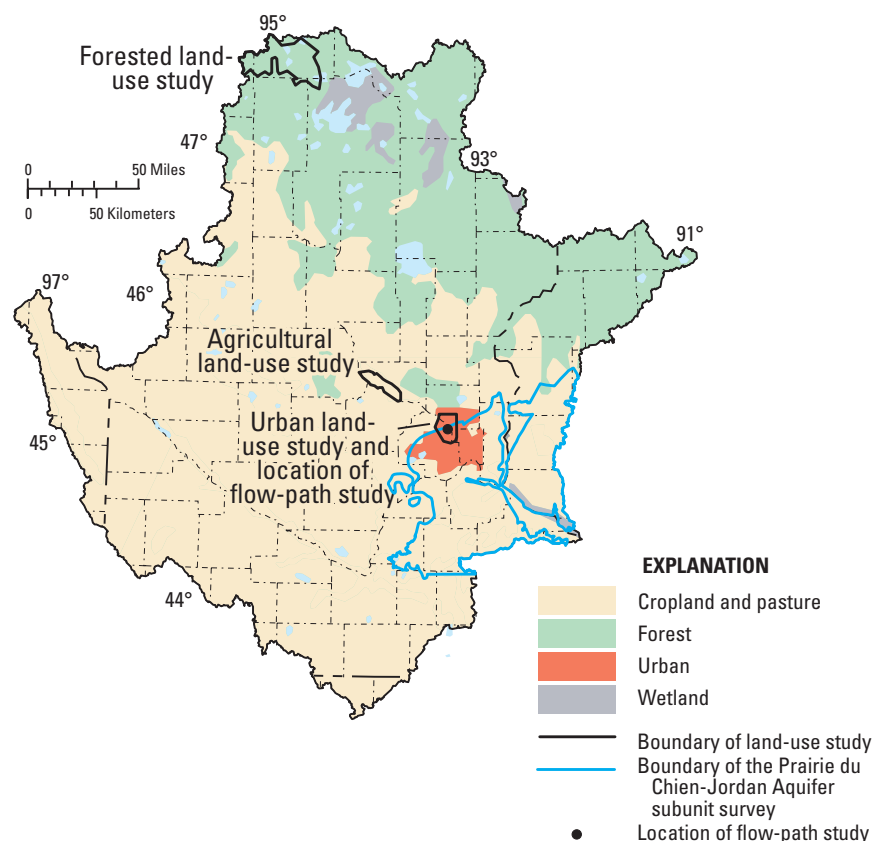 95°
Forested land-
use study
47°
0 50 Miles
0 50 Kilometers
93°
91°
97°
46°
Agricultural
land-use study
45°
Urban land-
use study and
location of
flow-path study
44°
EXPLANATION
Cropland and pasture
Forest
Urban
Wetland
Boundary of land-use study
Boundary of the Prairie du
Chien-Jordan Aquifer
subunit survey
Location of flow-path study